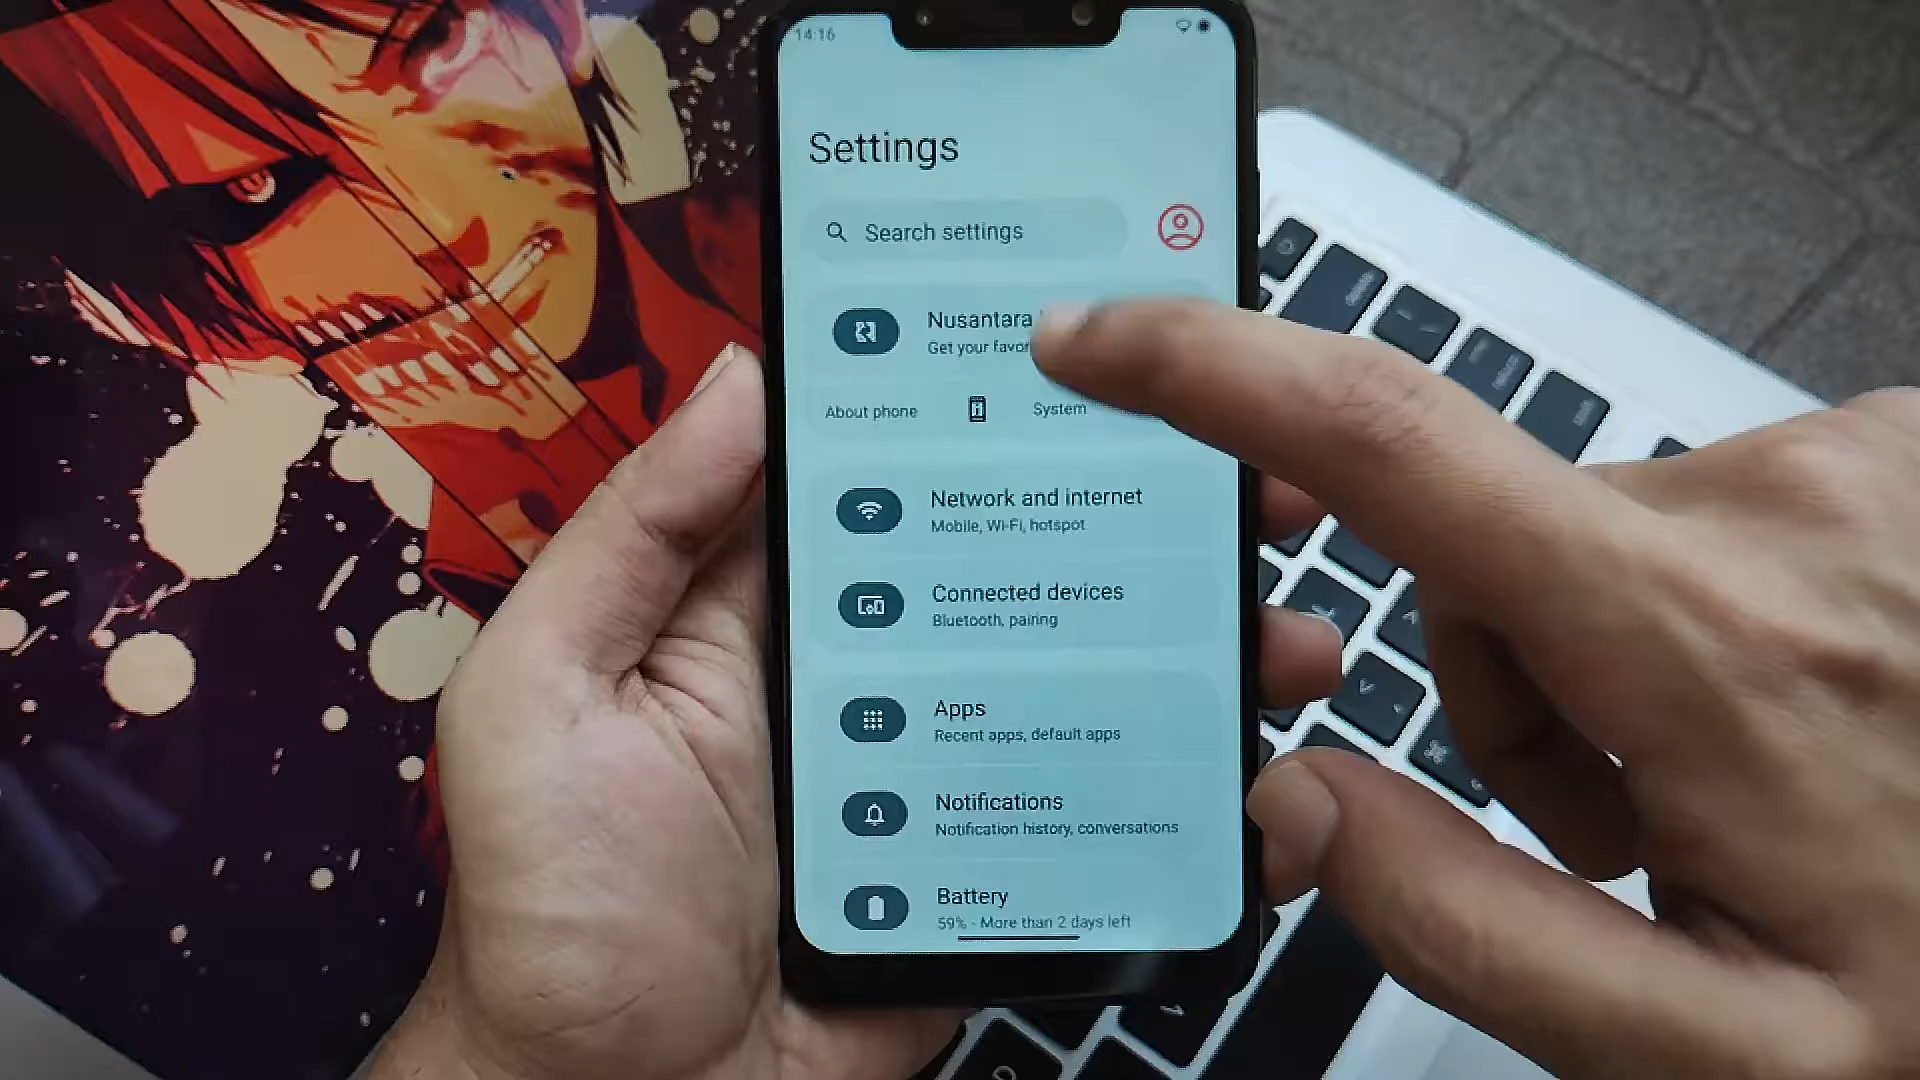 14:16
Settings
Search settings
Nusantara
Get your favor
About phone
System
Network and internet
Mobile, Wi-Fi, hotspot
Connected devices
Bluetooth, pairing
Apps
Recent apps, default apps
Notifications
Notification history, conversations
Battery
59% - More than 2 days left